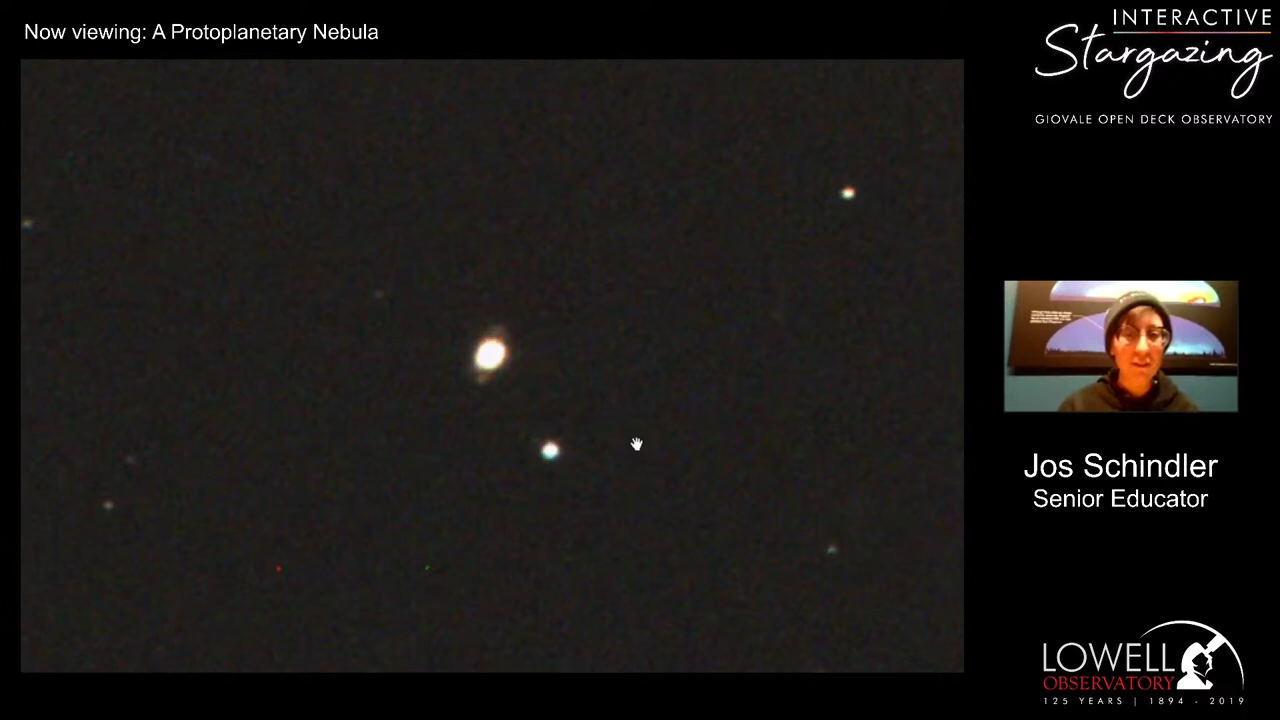 Now viewing: A Protoplanetary Nebula
INTERACTIVE
Stargazing
GIOVALE OPEN DECK OBSERVATORY
Jos Schindler
Senior Educator
LOWELL
OBSERVATORY
125 YEARS | 1894 - 2019